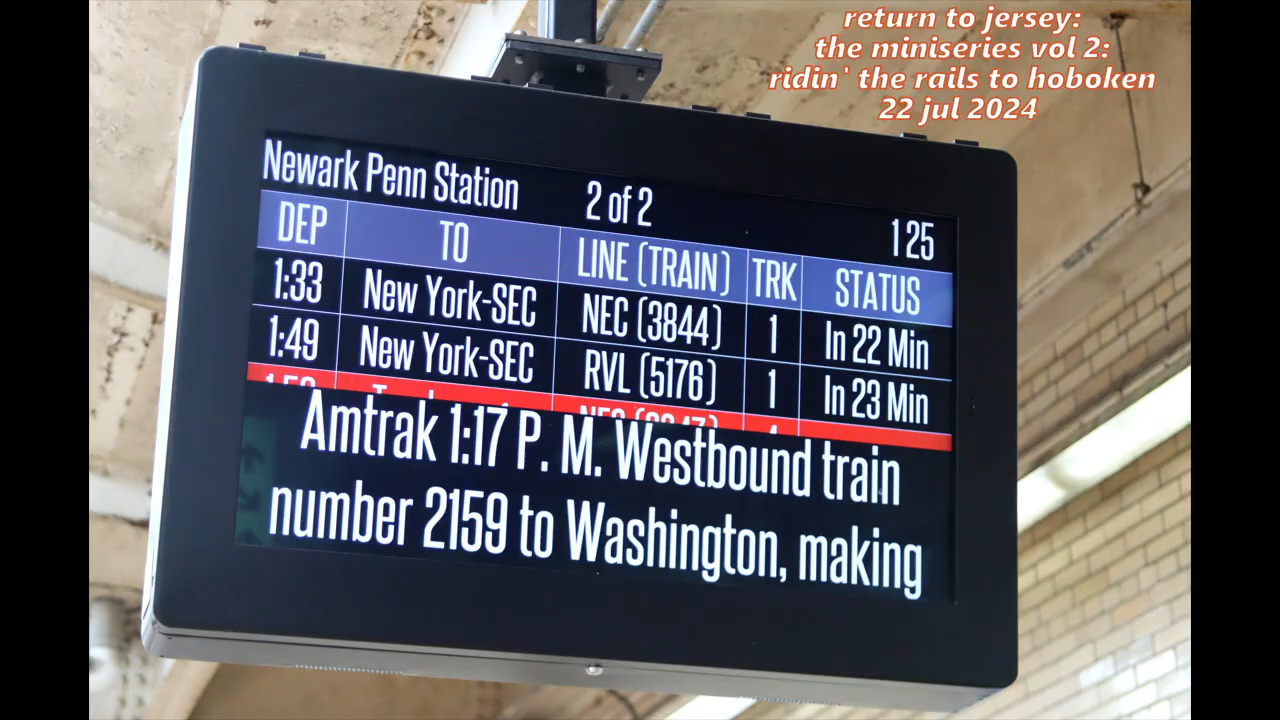 return to jersey:
the miniseries vol 2:
ridin' the rails to hoboken
22 jul 2024
Newark Penn Station 2 of 2 1 25
DEP TO LINE (TRAIN) TRK STATUS
1:33 New York-SEC NEC (3844) 1 In 22 Min
1:49 New York-SEC RVL (5176) 1 In 23 Min
Amtrak 1:17 P. M. Westbound train
number 2159 to Washington, making